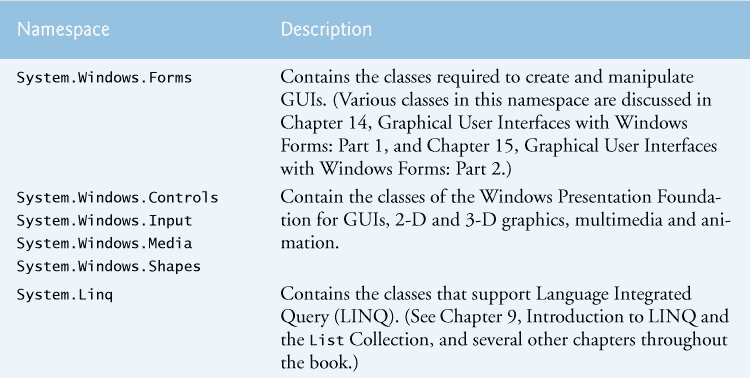 Namespace Description
System.Windows.Forms Contains the classes required to create and manipulate
GUIs. (Various classes in this namespace are discussed in
Chapter 14, Graphical User Interfaces with Windows
Forms: Part 1, and Chapter 15, Graphical User Interfaces
with Windows Forms: Part 2.)
System.Windows.Controls Contain the classes of the Windows Presentation Founda-
System.Windows.Input tion for GUIs, 2-D and 3-D graphics, multimedia and ani-
System.Windows.Media mation.
System.Windows.Shapes
System.Linq Contains the classes that support Language Integrated
Query (LINQ). (See Chapter 9, Introduction to LINQ and
the List Collection, and several other chapters throughout
the book.)